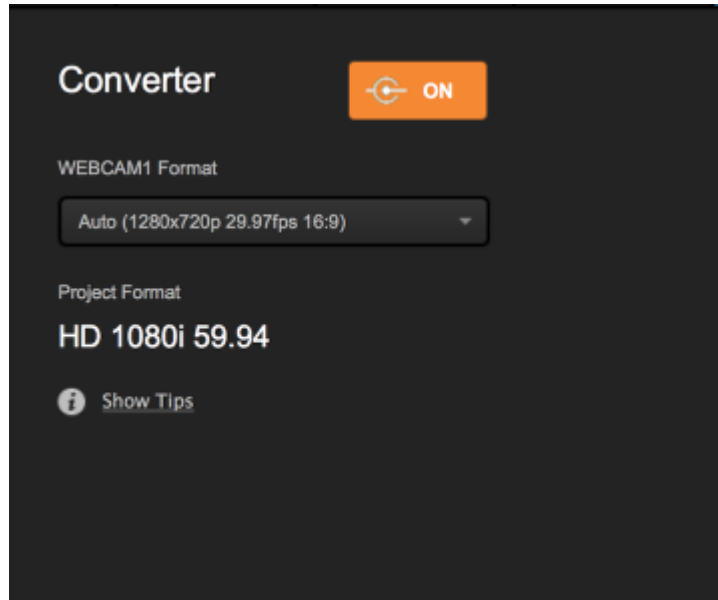 Converter
ON
WEBCAM1 Format
Auto (1280x720p 29.97fps 16:9)
Project Format
HD 1080i 59.94
i Show Tips